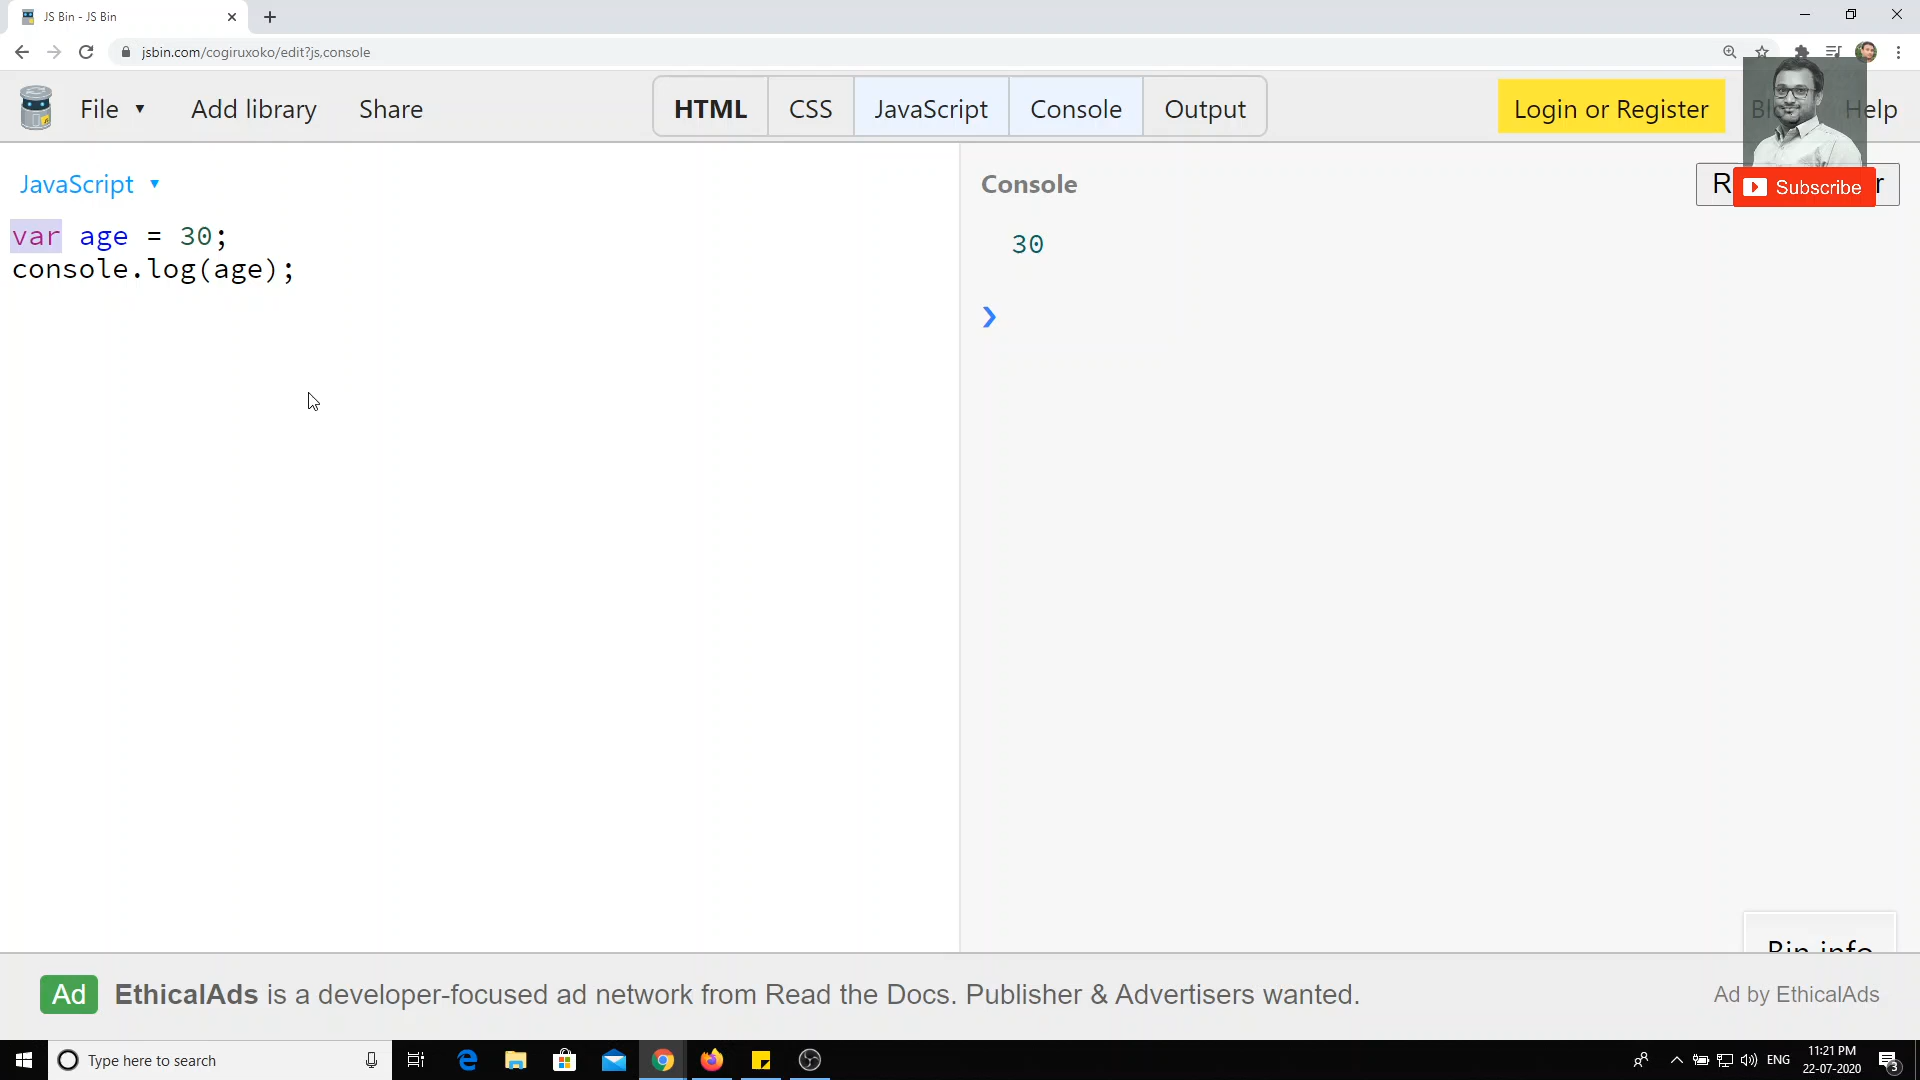 JS Bin - JS Bin
jsbin.com/cogiruxoko/edit?js,console
File Add library Share HTML CSS JavaScript Console Output Login or Register Help
JavaScript
Console
Subscribe
var age = 30;
console.log(age);
30
Bin info
Ad EthicalAds is a developer-focused ad network from Read the Docs. Publisher & Advertisers wanted.
Ad by EthicalAds
Type here to search
ENG
11:21 PM
22-07-2020
3